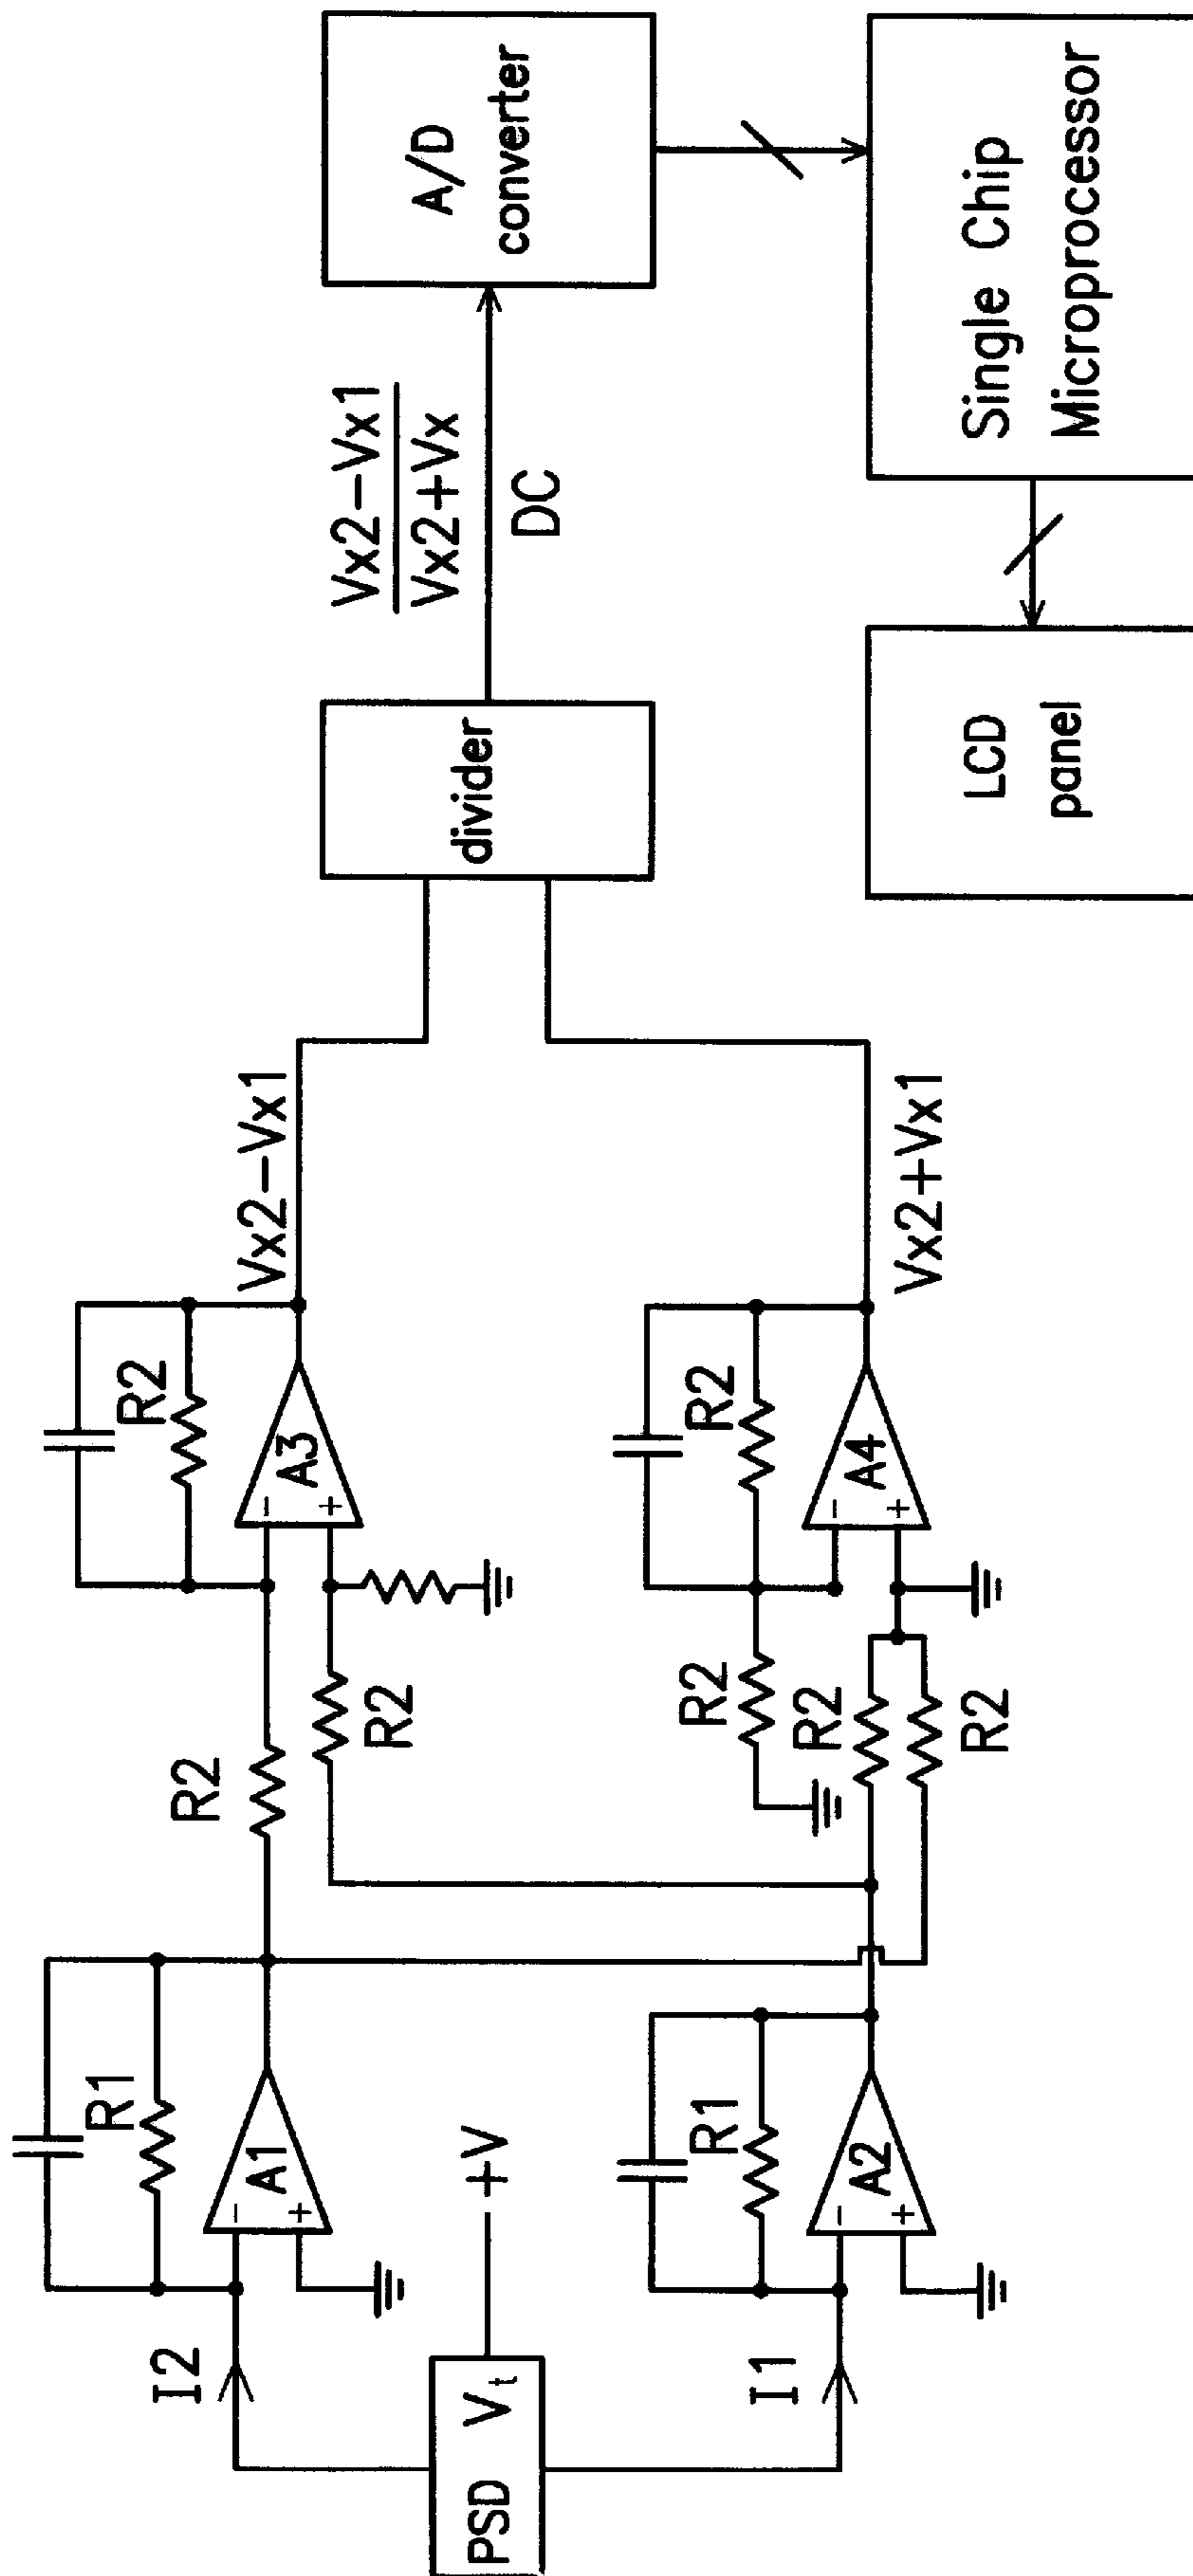 I2
PSD Vt
+V
I1
R1
- A1 +
R1
- A2 +
R2
R2
R2
- A3 +
R2
R2
R2
R2
- A4 +
Vx2-Vx1
Vx2+Vx1
divider
Vx2-Vx1
Vx2+Vx
DC
A/D
converter
Single Chip
Microprocessor
LCD
panel